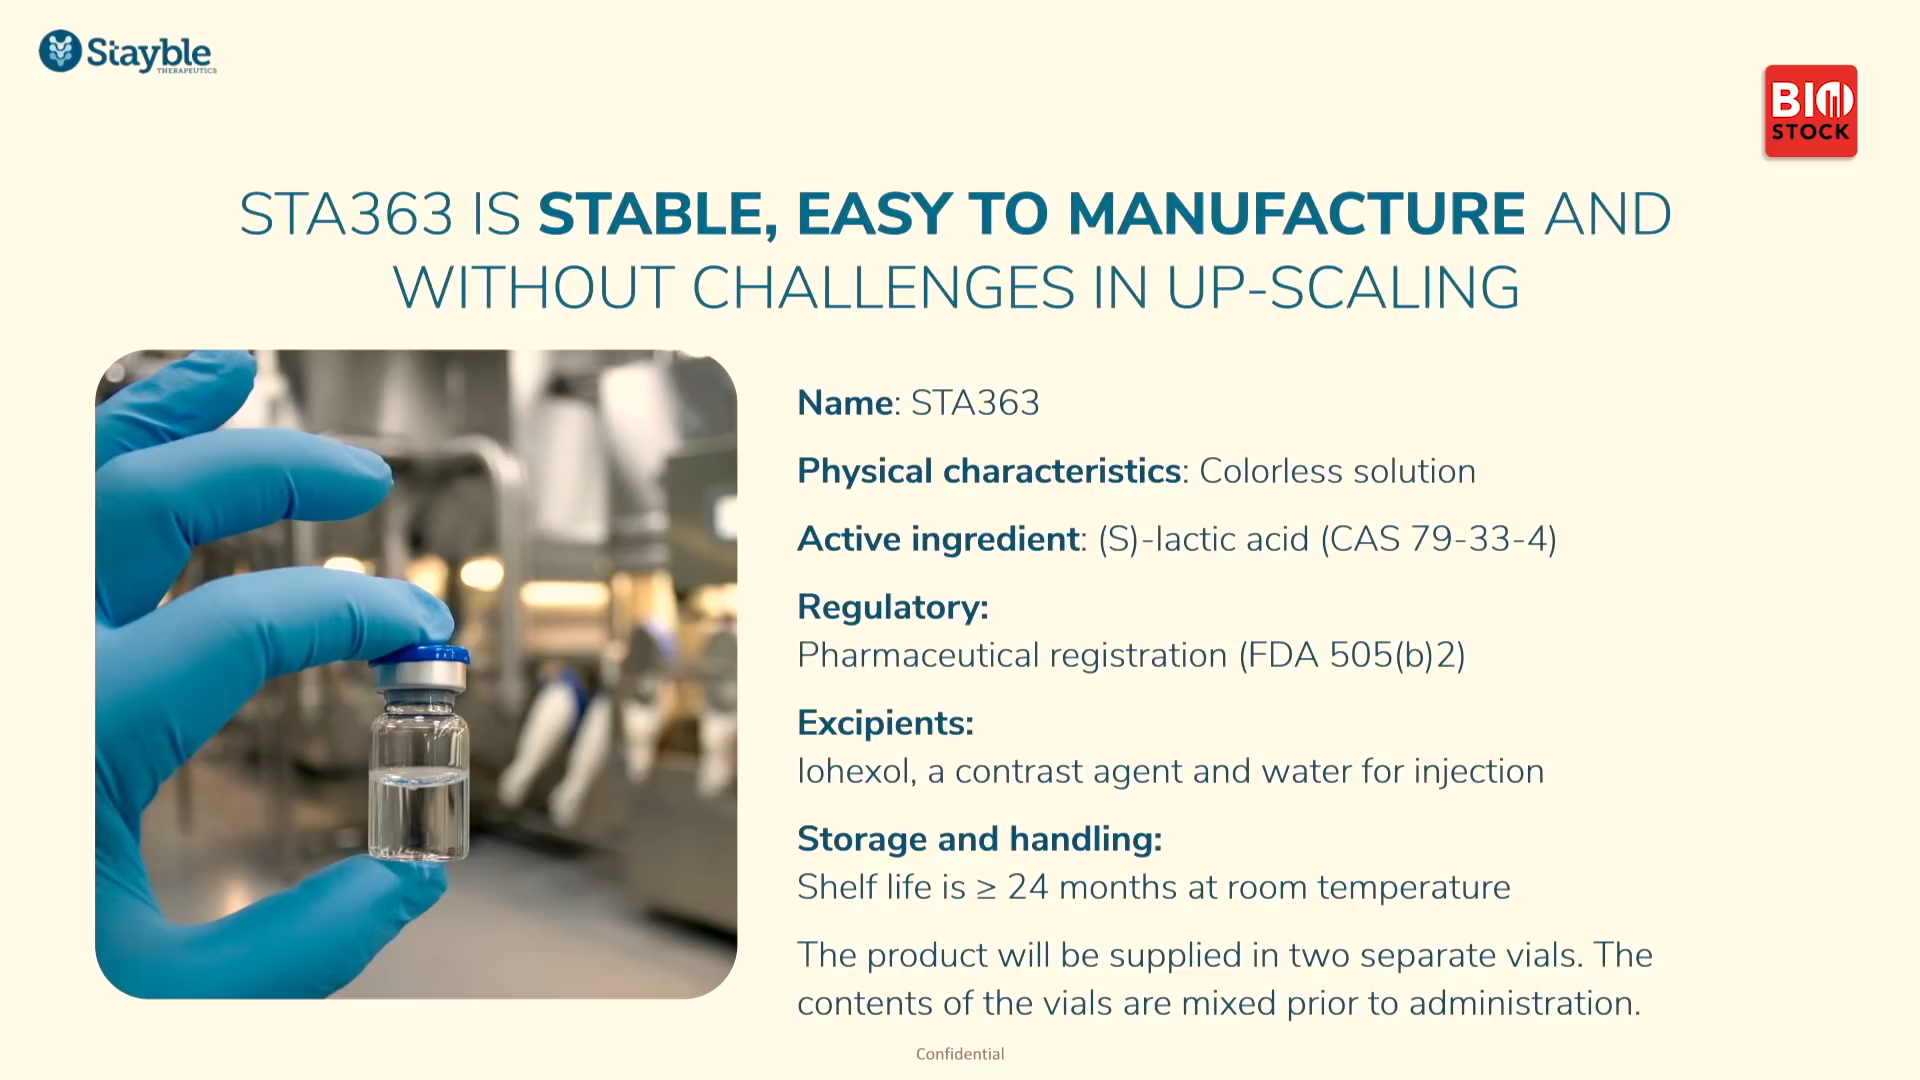 Stayble
THERAPEUTICS
BIO
STOCK
STA363 IS STABLE, EASY TO MANUFACTURE AND
WITHOUT CHALLENGES IN UP-SCALING
Name: STA363
Physical characteristics: Colorless solution
Active ingredient: (S)-lactic acid (CAS 79-33-4)
Regulatory:
Pharmaceutical registration (FDA 505(b)2)
Excipients:
Iohexol, a contrast agent and water for injection
Storage and handling:
Shelf life is ≥ 24 months at room temperature
The product will be supplied in two separate vials. The
contents of the vials are mixed prior to administration.
Confidential